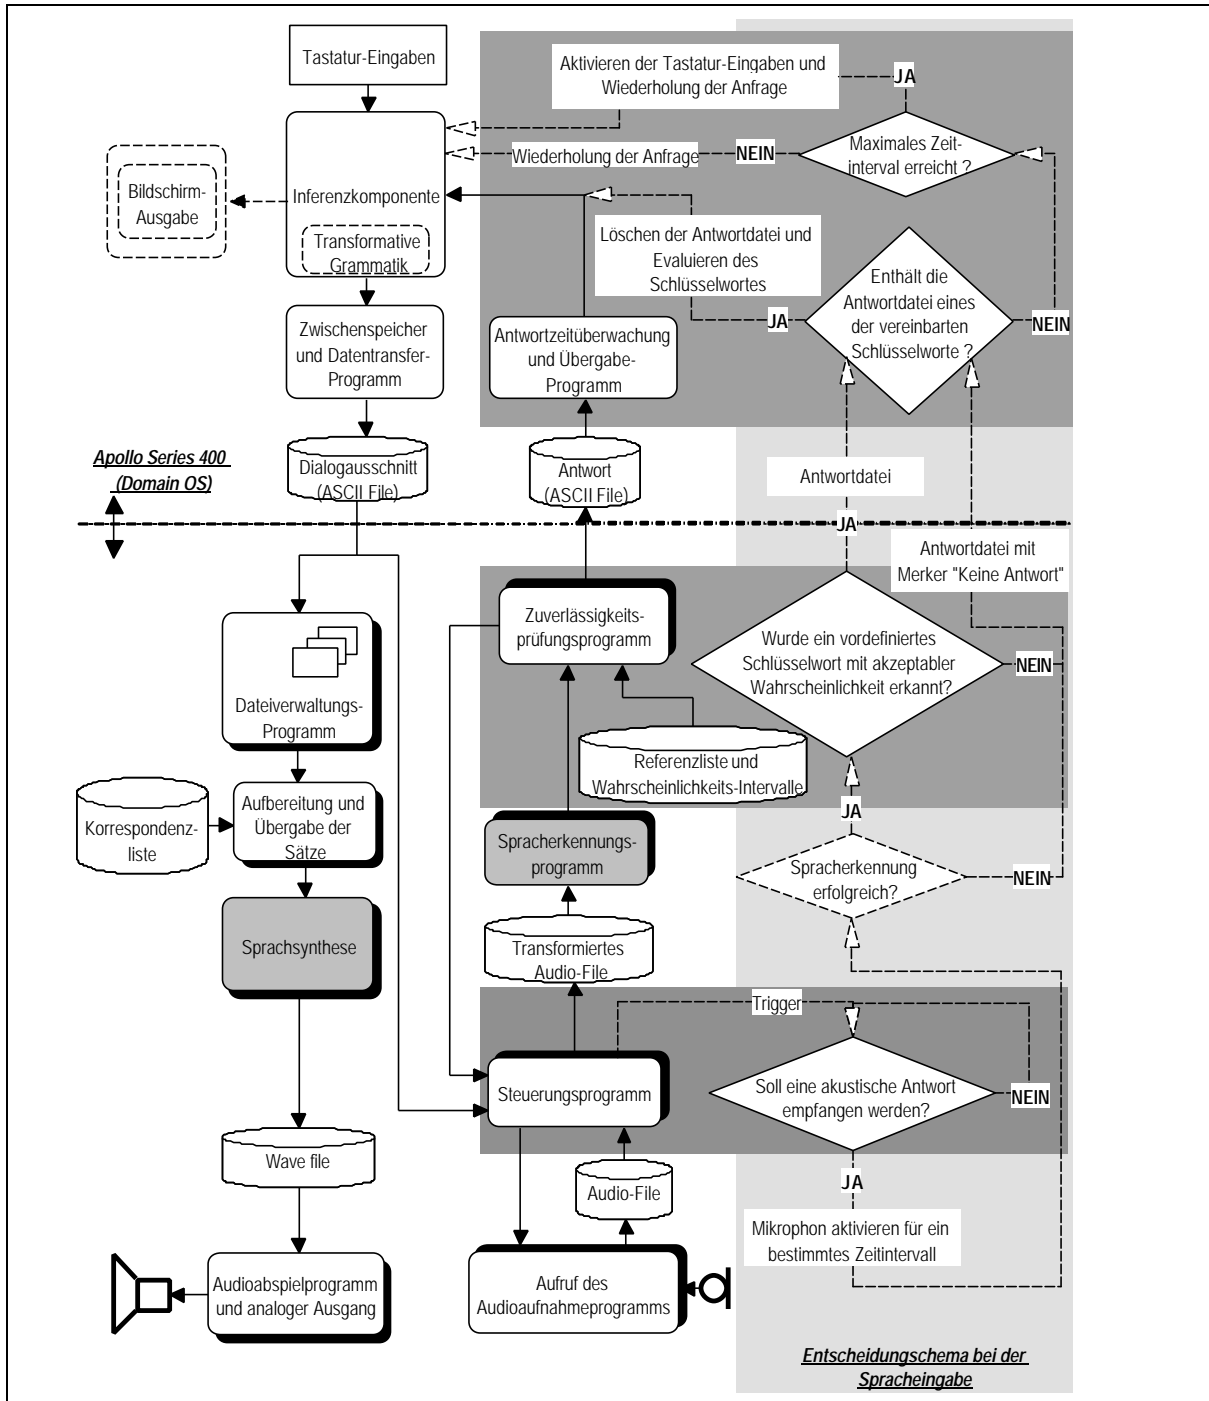 Tastatur-Eingaben
Aktivieren der Tastatur-Eingaben und
Wiederholung der Anfrage
JA
Maximales Zeit-
interval erreicht ?
NEIN
Wiederholung der Anfrage
Bildschirm-
Ausgabe
Inferenzkomponente
Transformative
Grammatik
Löschen der Antwortdatei und
Evaluieren des
Schlüsselwortes
Enthält die
Antwortdatei eines
der vereinbarten
Schlüsselworte ?
JA
NEIN
Zwischenspeicher
und Datentransfer-
Programm
Antwortzeitüberwachung
und Übergabe-
Programm
Apollo Series 400
(Domain OS)
Dialogausschnitt
(ASCII File)
Antwort
(ASCII File)
Antwortdatei
JA
Antwortdatei mit
Merker "Keine Antwort"
Zuverlässigkeits-
prüfungsprogramm
Wurde ein vordefiniertes
Schlüsselwort mit akzeptabler
Wahrscheinlichkeit erkannt?
NEIN
Dateiverwaltungs-
Programm
Referenzliste und
Wahrscheinlichkeits-Intervalle
JA
Korrespondenz-
liste
Aufbereitung und
Übergabe der
Sätze
Spracherkennungs-
programm
Spracherkennung
erfolgreich?
NEIN
Sprachsynthese
Transformiertes
Audio-File
Trigger
Steuerungsprogramm
Soll eine akustische Antwort
empfangen werden?
NEIN
Wave file
Audio-File
JA
Mikrophon aktivieren für ein
bestimmtes Zeitintervall
Audioabspielprogramm
und analoger Ausgang
Aufruf des
Audioaufnahmeprogramms
Entscheidungschema bei der
Spracheingabe